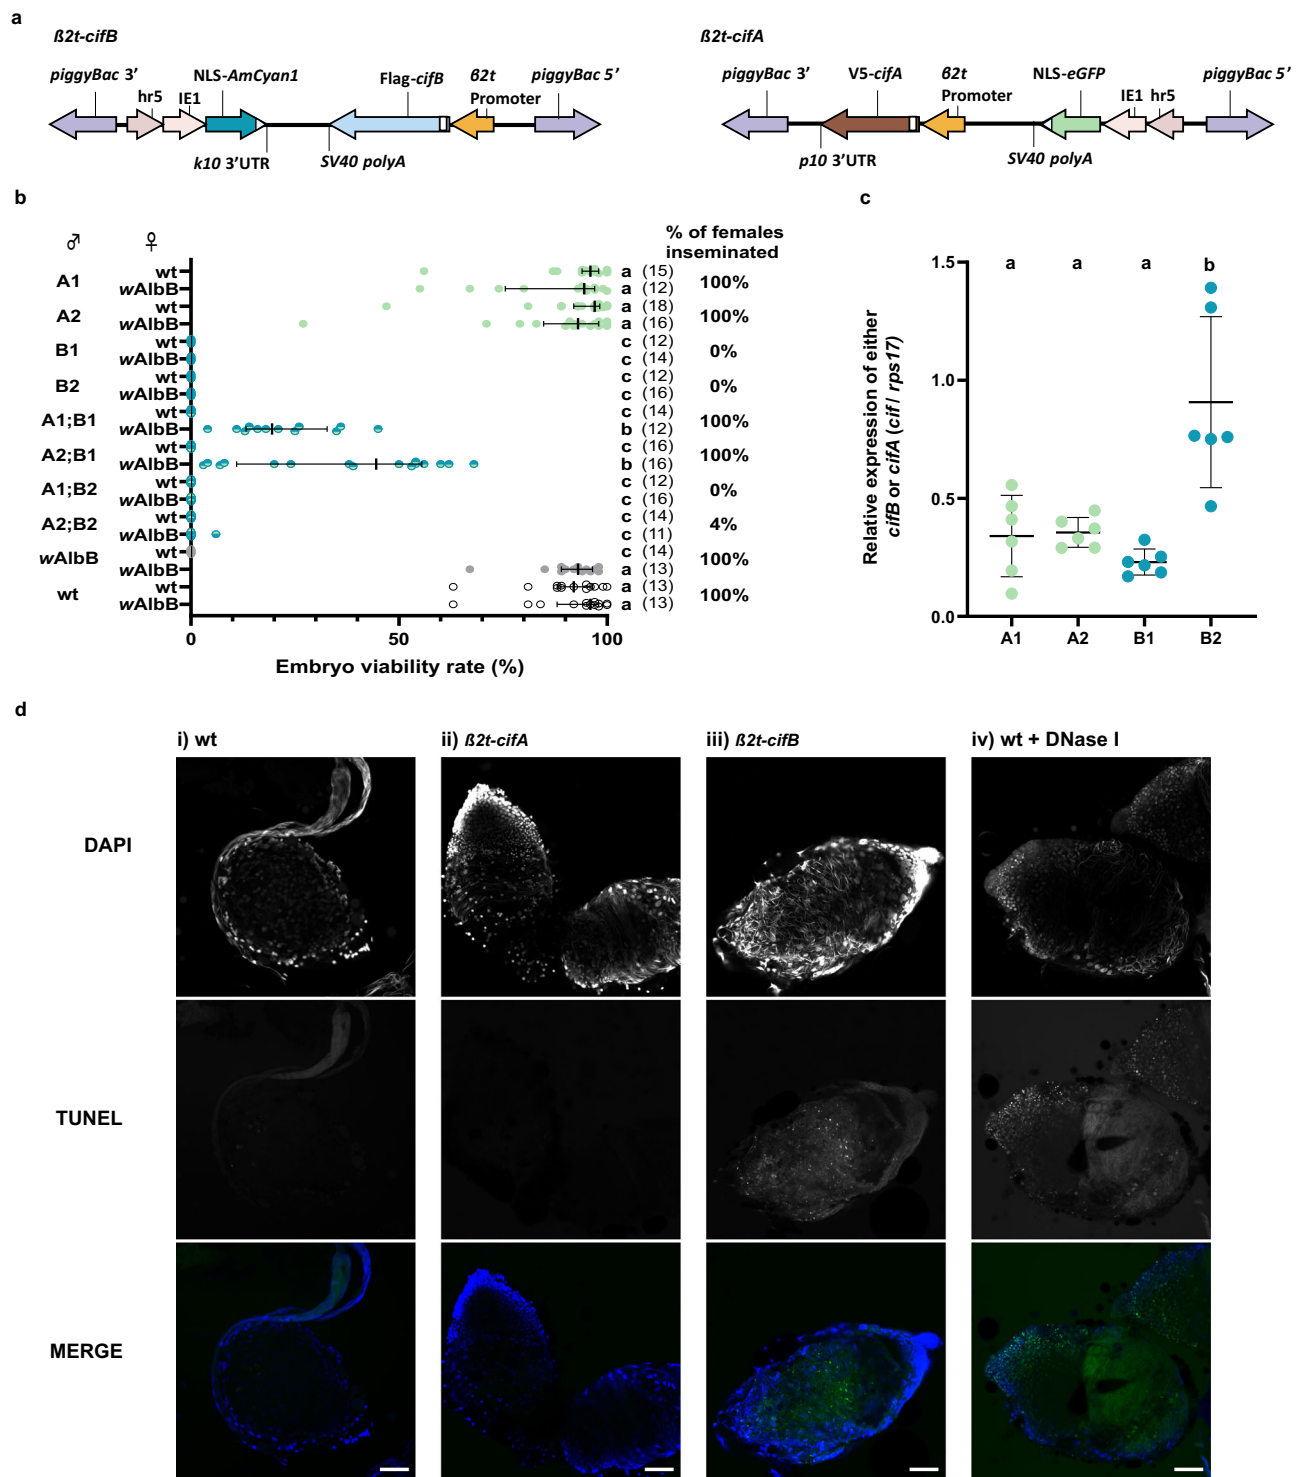 a
ß2t-cifB
piggyBac 3’
hr5
IE1
NLS-AmCyan1
Flag-cifB
β2t
Promoter
piggyBac 5’
k10 3’UTR
SV40 polyA
ß2t-cifA
piggyBac 3’
V5-cifA
β2t
Promoter
NLS-eGFP
IE1 hr5
piggyBac 5’
p10 3’UTR
SV40 polyA
b
♂ ♀
% of females
inseminated
A1
wt a (15)
wAlbB a (12)
100%
A2
wt a (18)
wAlbB a (16)
100%
B1
wt c (12)
wAlbB c (14)
0%
B2
wt c (12)
wAlbB c (16)
0%
A1;B1
wt c (14)
wAlbB b (12)
100%
A2;B1
wt c (16)
wAlbB b (16)
100%
A1;B2
wt c (12)
wAlbB c (16)
0%
A2;B2
wt c (14)
wAlbB c (11)
4%
wAlbB
wt c (14)
wAlbB a (13)
100%
wt
wt a (13)
wAlbB a (13)
100%
0 50 100
Embryo viability rate (%)
c
Relative expression of either
cifB or cifA (cif / rps17)
1.5
1.0
0.5
0.0
a a a b
A1 A2 B1 B2
d
i) wt
ii) ß2t-cifA
iii) ß2t-cifB
iv) wt + DNase I
DAPI
TUNEL
MERGE